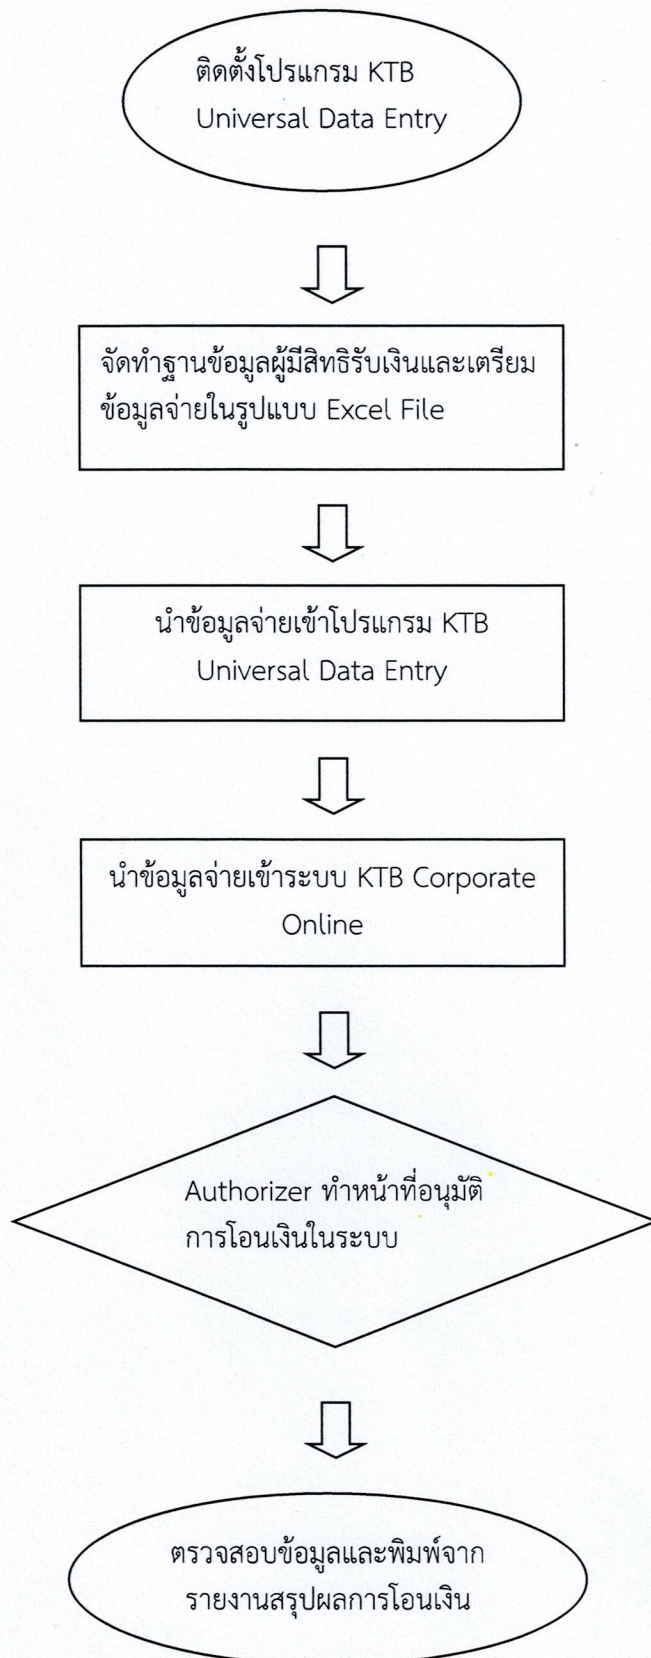 ติดตั้งโปรแกรม KTB
Universal Data Entry
จัดทำฐานข้อมูลผู้มีสิทธิรับเงินและเตรียม
ข้อมูลจ่ายในรูปแบบ Excel File
นำข้อมูลจ่ายเข้าโปรแกรม KTB
Universal Data Entry
นำข้อมูลจ่ายเข้าระบบ KTB Corporate
Online
Authorizer ทำหน้าที่อนุมัติ
การโอนเงินในระบบ
ตรวจสอบข้อมูลและพิมพ์จาก
รายงานสรุปผลการโอนเงิน